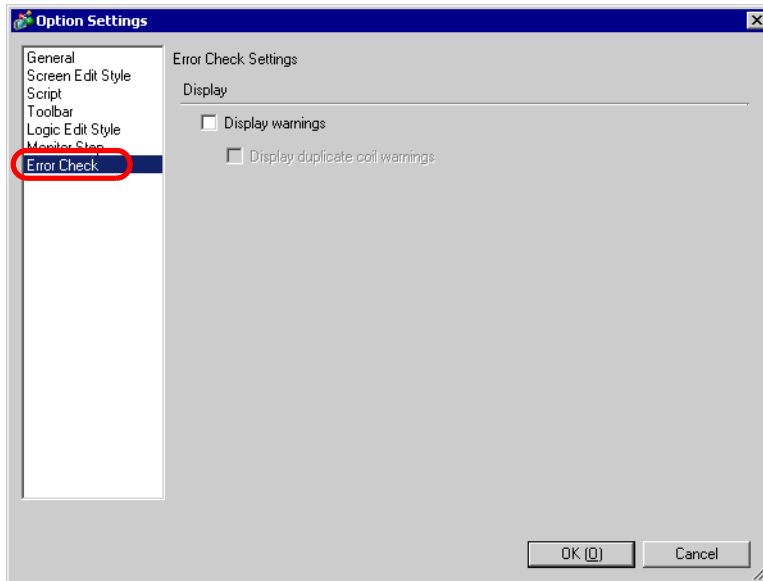 Option Settings
General
Screen Edit Style
Script
Toolbar
Logic Edit Style
Monitor Step
Error Check
Error Check Settings
Display
Display warnings
Display duplicate coil warnings
OK (O)
Cancel